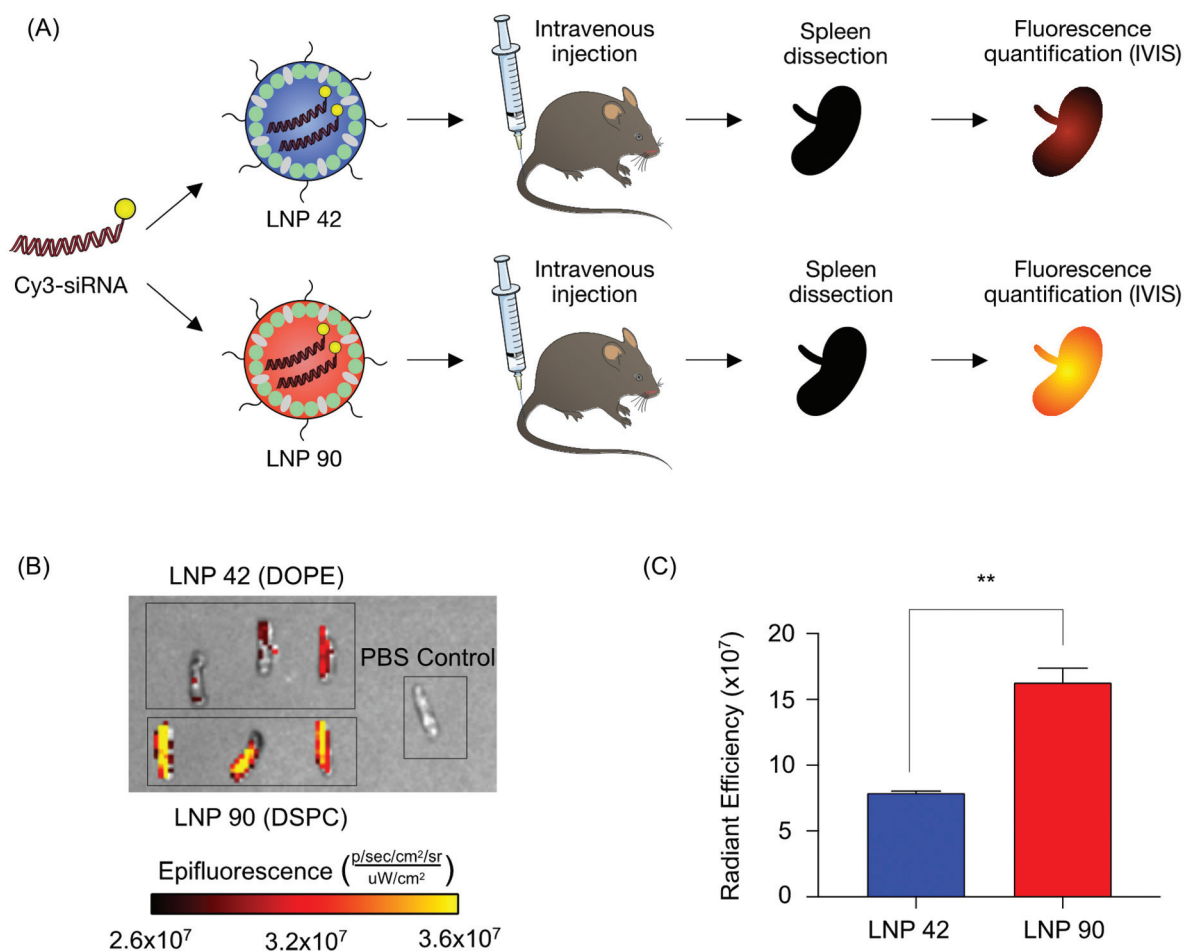 (A)
Intravenous
injection
Spleen
dissection
Fluorescence
quantification (IVIS)
LNP 42
Cy3-siRNA
Intravenous
injection
Spleen
dissection
Fluorescence
quantification (IVIS)
LNP 90
(B)
LNP 42 (DOPE)
PBS Control
LNP 90 (DSPC)
Epifluorescence (p/sec/cm²/sr
uW/cm²)
2.6x10⁷ 3.2x10⁷ 3.6x10⁷
(C)
**
Radiant Efficiency (x10⁷)
20
15
10
5
0
LNP 42 LNP 90